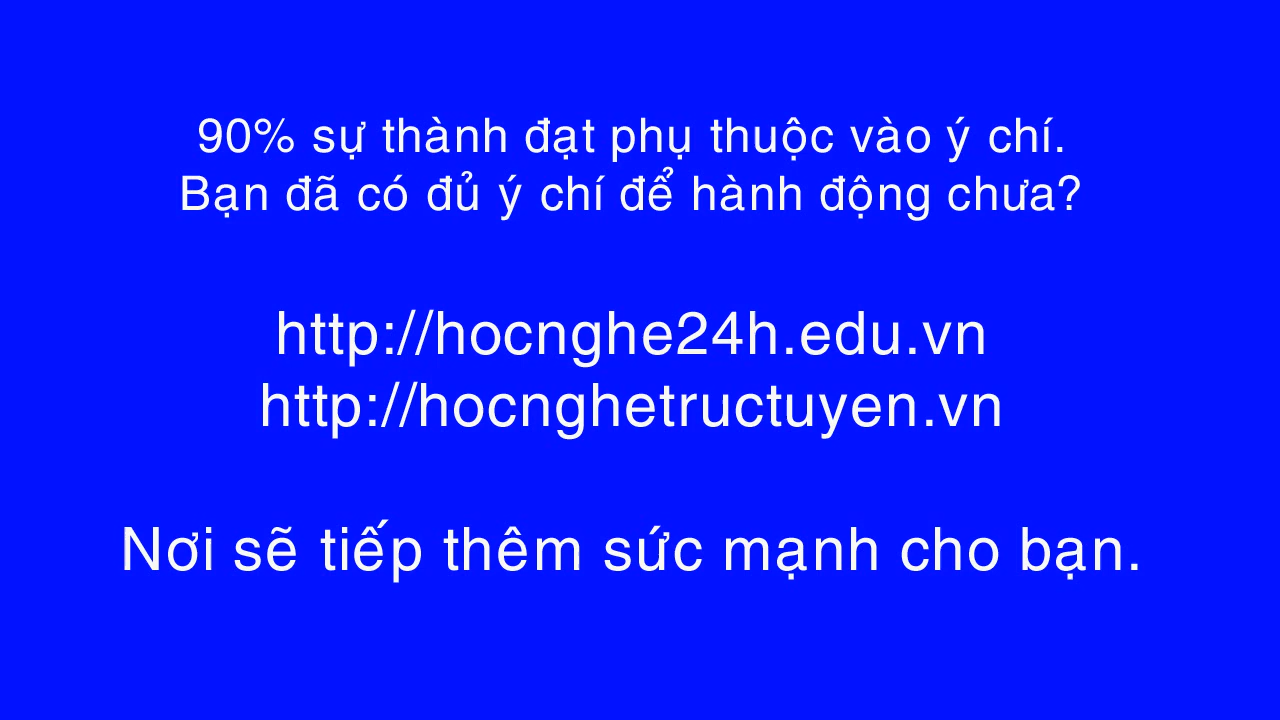 90% sự thành đạt phụ thuộc vào ý chí.
Bạn đã có đủ ý chí để hành động chưa?
http://hocnghe24h.edu.vn
http://hocnghetructuyen.vn
Nơi sẽ tiếp thêm sức mạnh cho bạn.